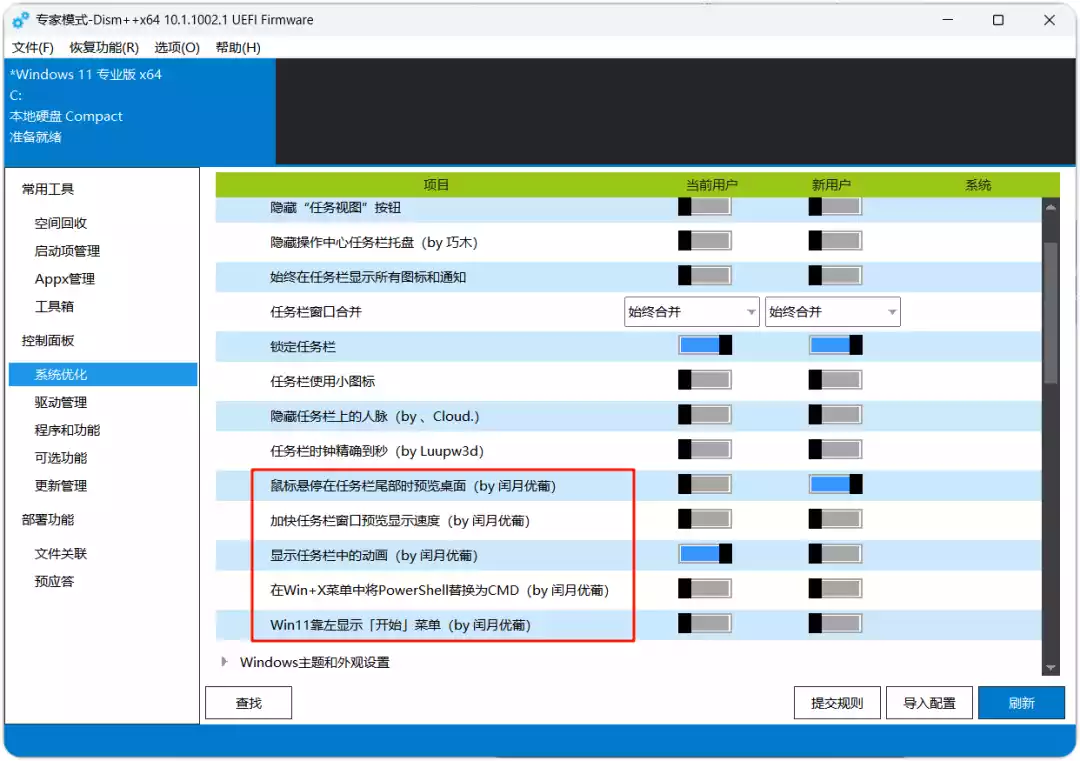 专家模式-Dism++x64 10.1.1002.1 UEFI Firmware
文件(F) 恢复功能(R) 选项(O) 帮助(H)
*Windows 11 专业版 x64
C:
本地硬盘 Compact
准备就绪
常用工具
空间回收
启动项管理
Appx管理
工具箱
控制面板
系统优化
驱动管理
程序和功能
可选功能
更新管理
部署功能
文件关联
预应答
项目 当前用户 新用户 系统
隐藏“任务视图”按钮
隐藏操作中心任务栏托盘（by 巧木）
始终在任务栏显示所有图标和通知
任务栏窗口合并 始终合并 始终合并
锁定任务栏
任务栏使用小图标
隐藏任务栏上的人脉（by 、Cloud.）
任务栏时钟精确到秒（by Luupw3d）
鼠标悬停在任务栏尾部时预览桌面（by 闰月优葡）
加快任务栏窗口预览显示速度（by 闰月优葡）
显示任务栏中的动画（by 闰月优葡）
在Win+X菜单中将PowerShell替换为CMD（by 闰月优葡）
Win11靠左显示「开始」菜单（by 闰月优葡）
Windows主题和外观设置
查找 提交规则 导入配置 刷新